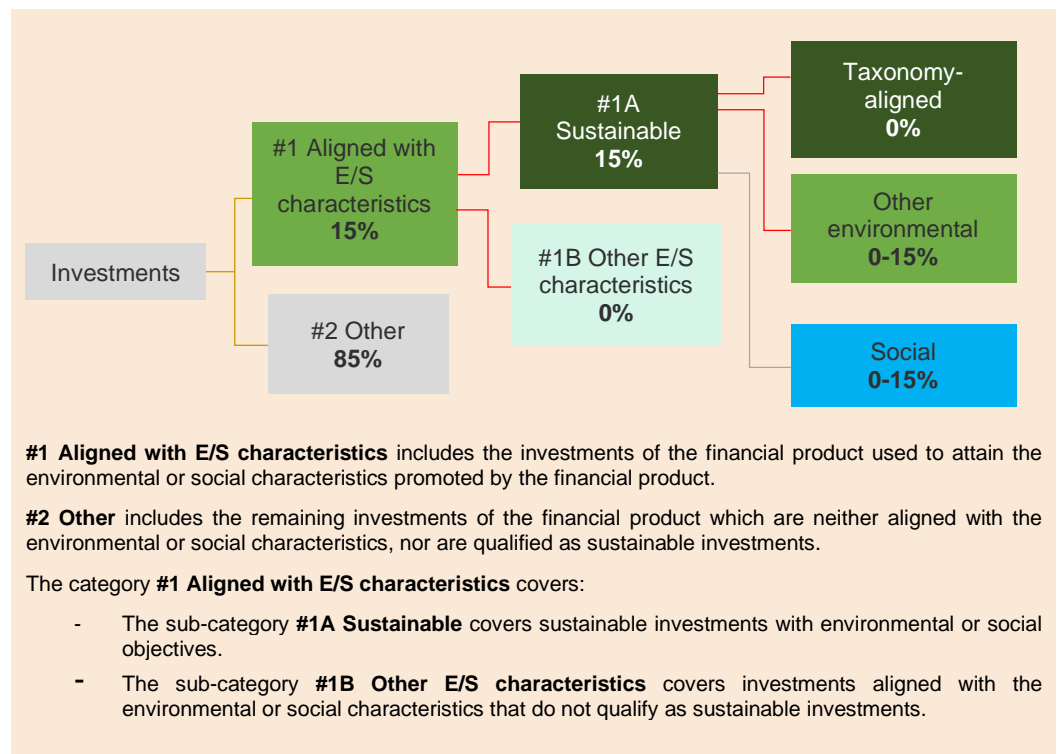 Investments
#1 Aligned with
E/S
characteristics
15%
#2 Other
85%
#1A
Sustainable
15%
#1B Other E/S
characteristics
0%
Taxonomy-
aligned
0%
Other
environmental
0-15%
Social
0-15%
#1 Aligned with E/S characteristics includes the investments of the financial product used to attain the
environmental or social characteristics promoted by the financial product.
#2 Other includes the remaining investments of the financial product which are neither aligned with the
environmental or social characteristics, nor are qualified as sustainable investments.
The category #1 Aligned with E/S characteristics covers:
- The sub-category #1A Sustainable covers sustainable investments with environmental or social
objectives.
- The sub-category #1B Other E/S characteristics covers investments aligned with the
environmental or social characteristics that do not qualify as sustainable investments.